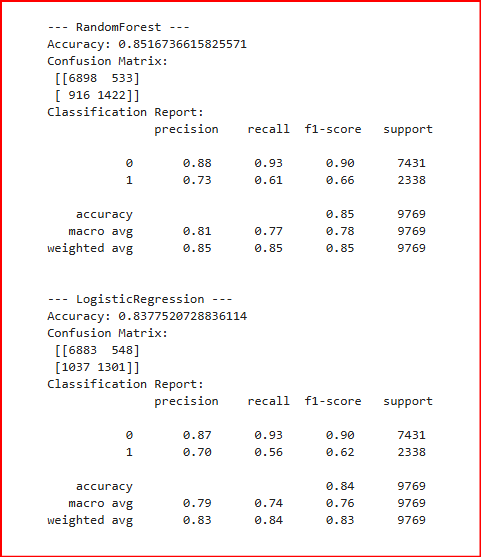 --- RandomForest ---
Accuracy: 0.8516736615825571
Confusion Matrix:
[[6898 533]
[ 916 1422]]
Classification Report:
precision recall f1-score support
0 0.88 0.93 0.90 7431
1 0.73 0.61 0.66 2338
accuracy 0.85 9769
macro avg 0.81 0.77 0.78 9769
weighted avg 0.85 0.85 0.85 9769
--- LogisticRegression ---
Accuracy: 0.8377520728836114
Confusion Matrix:
[[6883 548]
[1037 1301]]
Classification Report:
precision recall f1-score support
0 0.87 0.93 0.90 7431
1 0.70 0.56 0.62 2338
accuracy 0.84 9769
macro avg 0.79 0.74 0.76 9769
weighted avg 0.83 0.84 0.83 9769